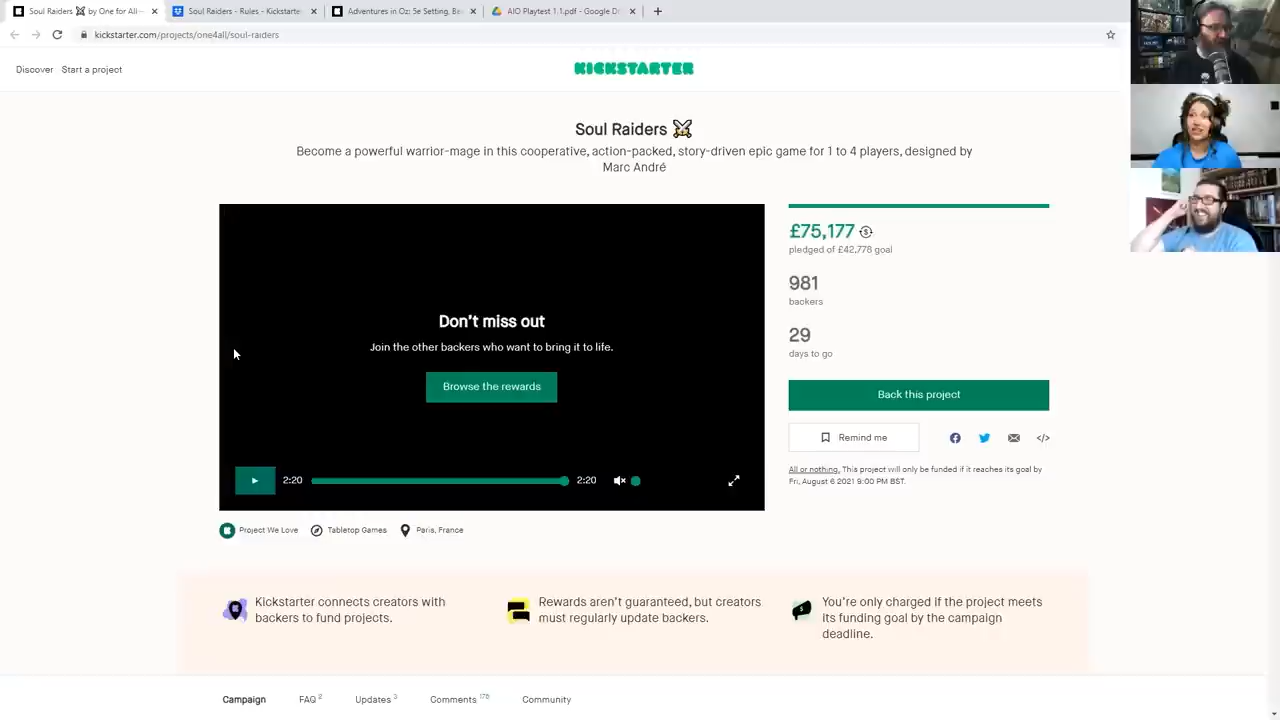 Soul Raiders ⚔ by One for All—
Soul Raiders - Rules - Kickstarte
Adventures in Oz: 5e Setting, Bes
AIO Playtest 1.1.pdf - Google Dr
kickstarter.com/projects/one4all/soul-raiders
Discover Start a project
KICKSTARTER
Soul Raiders ⚔
Become a powerful warrior-mage in this cooperative, action-packed, story-driven epic game for 1 to 4 players, designed by
Marc André
£75,177
pledged of £42,778 goal
981
backers
29
days to go
Don't miss out
Join the other backers who want to bring it to life.
Browse the rewards
2:20 2:20
Back this project
Remind me
All or nothing. This project will only be funded if it reaches its goal by
Fri, August 6 2021 9:00 PM BST.
Project We Love Tabletop Games Paris, France
Kickstarter connects creators with
backers to fund projects.
Rewards aren't guaranteed, but creators
must regularly update backers.
You're only charged if the project meets
its funding goal by the campaign
deadline.
Campaign FAQ 2 Updates 3 Comments 176 Community